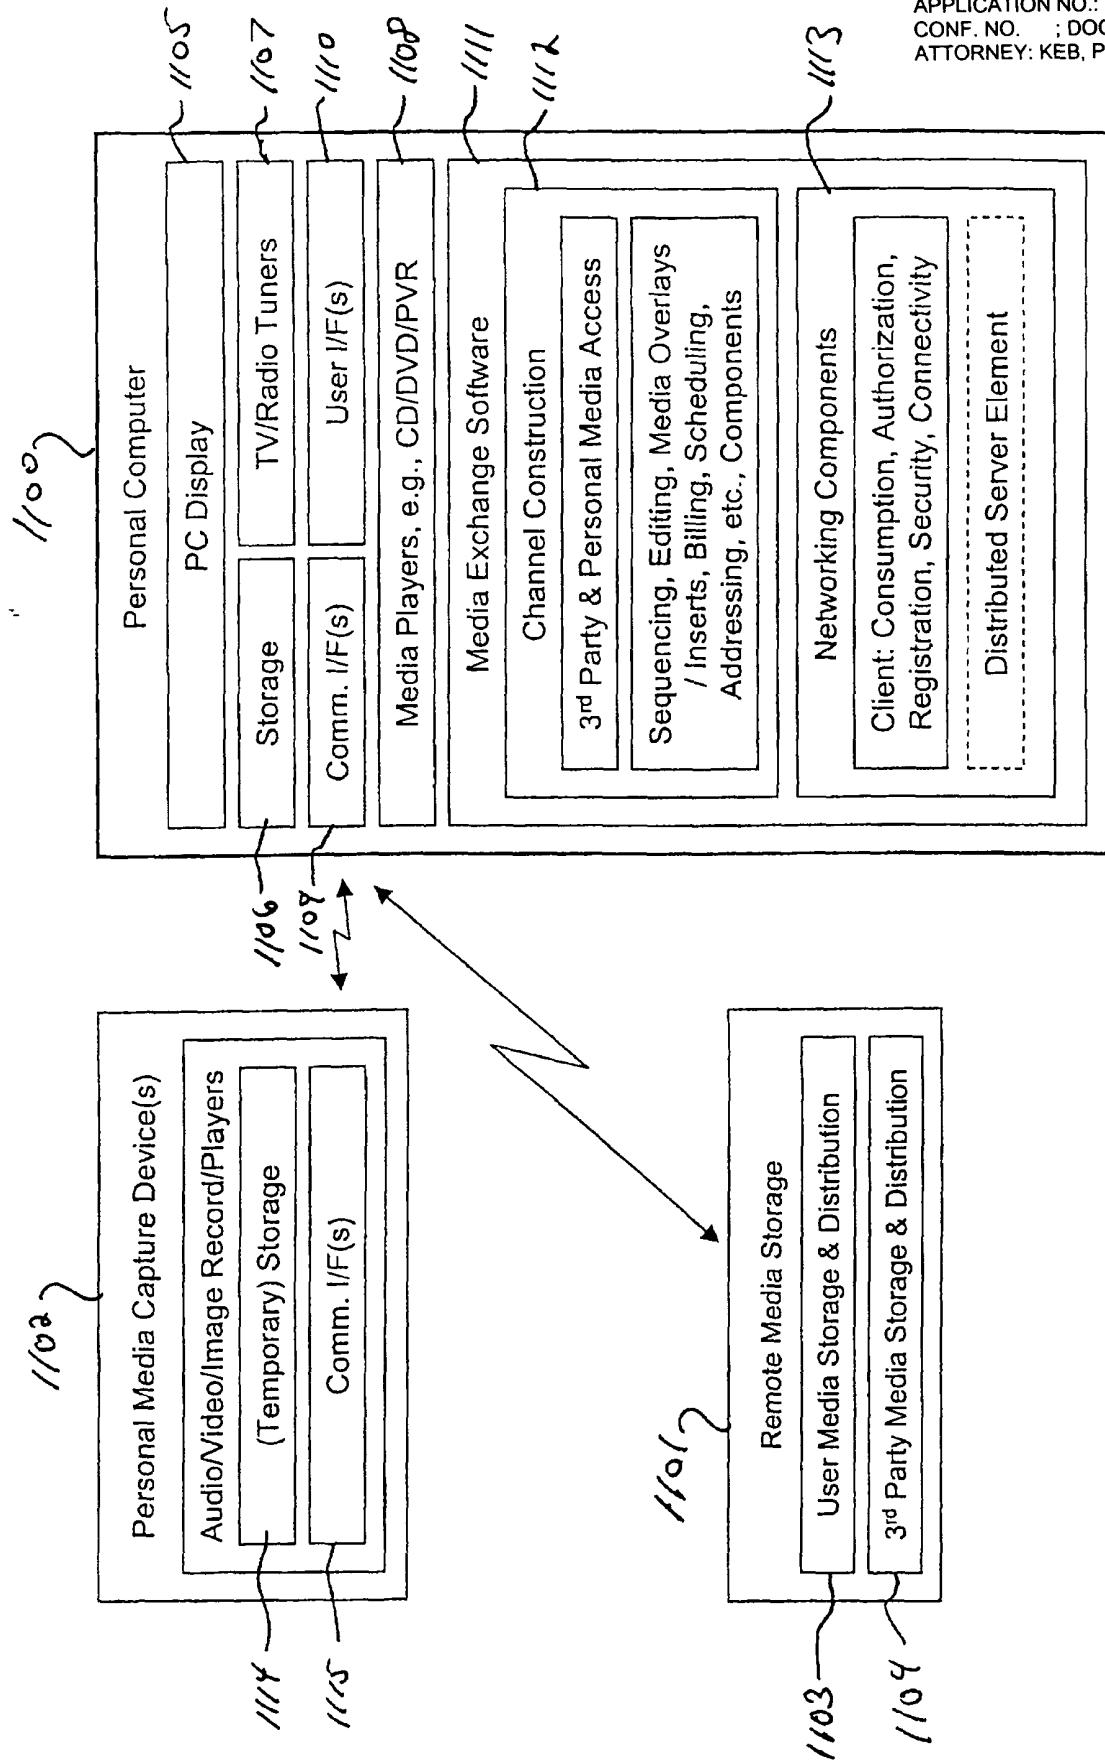 APPLICATION NO.:
CONF. NO. ; DOC
ATTORNEY: KEB, P
1100
Personal Computer
PC Display
1105
Storage
1106
TV/Radio Tuners
1107
Comm. I/F(s)
1109
User I/F(s)
1110
Media Players, e.g., CD/DVD/PVR
1108
Media Exchange Software
1111
Channel Construction
1112
3rd Party & Personal Media Access
Sequencing, Editing, Media Overlays
/ Inserts, Billing, Scheduling,
Addressing, etc., Components
Networking Components
1113
Client: Consumption, Authorization,
Registration, Security, Connectivity
Distributed Server Element
1102
Personal Media Capture Device(s)
Audio/Video/Image Record/Players
(Temporary) Storage
1114
Comm. I/F(s)
1115
1101
Remote Media Storage
User Media Storage & Distribution
1103
3rd Party Media Storage & Distribution
1104